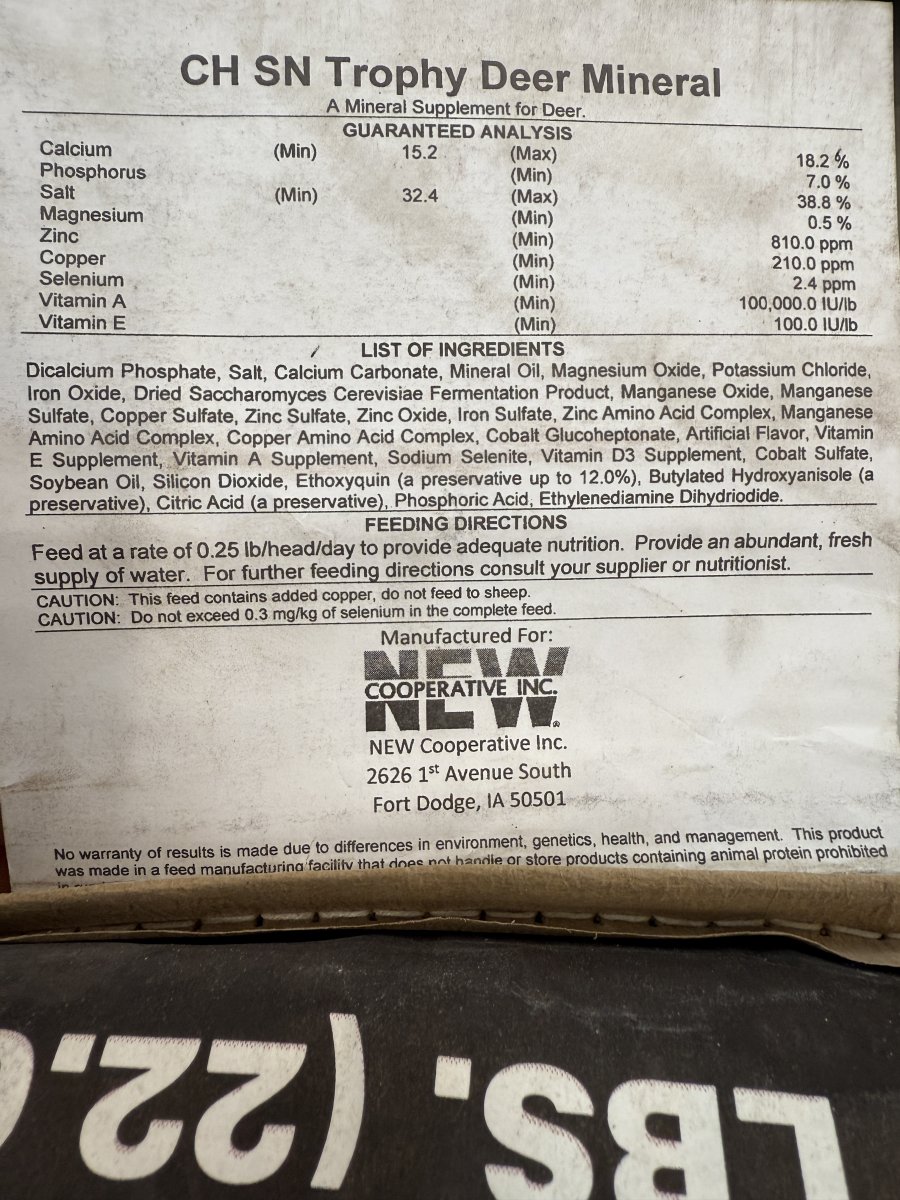 CH SN Trophy Deer Mineral
A Mineral Supplement for Deer.
GUARANTEED ANALYSIS
Calcium (Min) 15.2 (Max) 18.2 %
Phosphorus (Min) 7.0 %
Salt (Min) 32.4 (Max) 38.8 %
Magnesium (Min) 0.5 %
Zinc (Min) 810.0 ppm
Copper (Min) 210.0 ppm
Selenium (Min) 2.4 ppm
Vitamin A (Min) 100,000.0 IU/lb
Vitamin E (Min) 100.0 IU/lb
LIST OF INGREDIENTS
Dicalcium Phosphate, Salt, Calcium Carbonate, Mineral Oil, Magnesium Oxide, Potassium Chloride,
Iron Oxide, Dried Saccharomyces Cerevisiae Fermentation Product, Manganese Oxide, Manganese
Sulfate, Copper Sulfate, Zinc Sulfate, Zinc Oxide, Iron Sulfate, Zinc Amino Acid Complex, Manganese
Amino Acid Complex, Copper Amino Acid Complex, Cobalt Glucoheptonate, Artificial Flavor, Vitamin
E Supplement, Vitamin A Supplement, Sodium Selenite, Vitamin D3 Supplement, Cobalt Sulfate,
Soybean Oil, Silicon Dioxide, Ethoxyquin (a preservative up to 12.0%), Butylated Hydroxyanisole (a
preservative), Citric Acid (a preservative), Phosphoric Acid, Ethylenediamine Dihydriodide.
FEEDING DIRECTIONS
Feed at a rate of 0.25 lb/head/day to provide adequate nutrition. Provide an abundant, fresh
supply of water. For further feeding directions consult your supplier or nutritionist.
CAUTION: This feed contains added copper, do not feed to sheep.
CAUTION: Do not exceed 0.3 mg/kg of selenium in the complete feed.
Manufactured For:
NEW
COOPERATIVE INC.
NEW Cooperative Inc.
2626 1st Avenue South
Fort Dodge, IA 50501
No warranty of results is made due to differences in environment, genetics, health, and management. This product
was made in a feed manufacturing facility that does not handle or store products containing animal protein prohibited
in
LBS. (22.